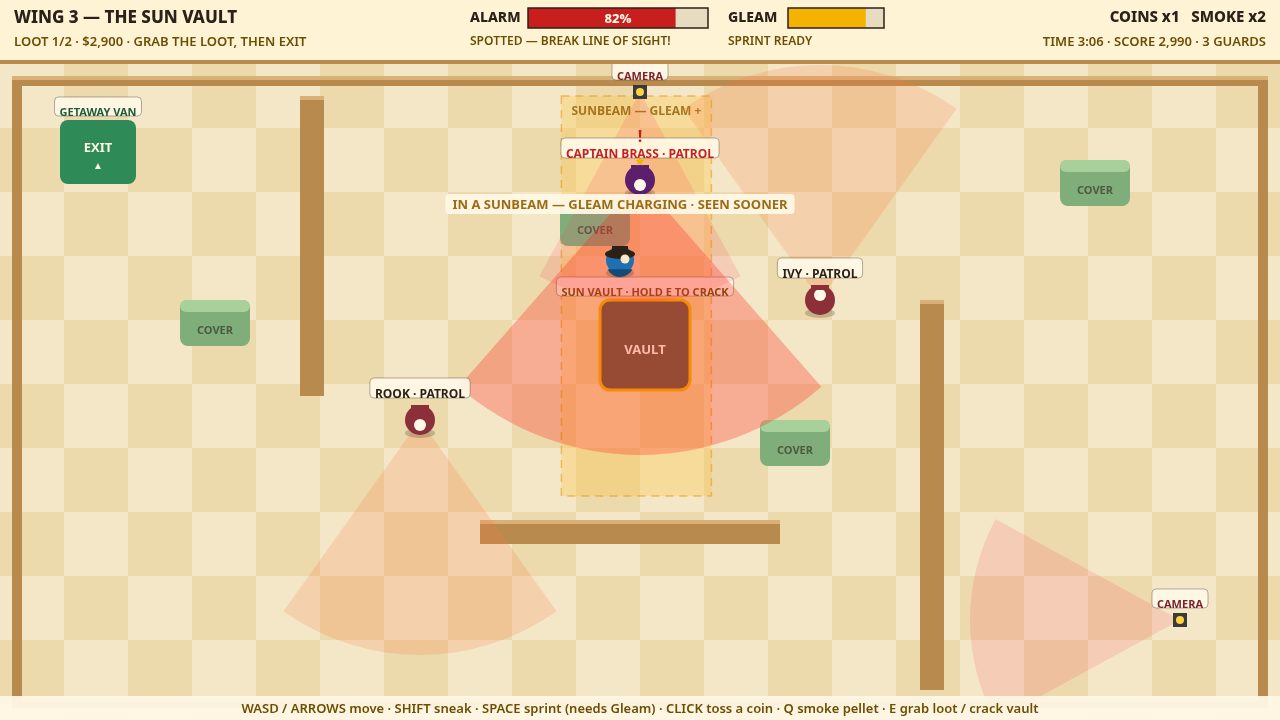 WING 3 — THE SUN VAULT
LOOT 1/2 · $2,900 · GRAB THE LOOT, THEN EXIT
ALARM
82%
SPOTTED — BREAK LINE OF SIGHT!
GLEAM
SPRINT READY
COINS x1 SMOKE x2
TIME 3:06 · SCORE 2,990 · 3 GUARDS
CAMERA
GETAWAY VAN
EXIT
▲
SUNBEAM — GLEAM +
!
CAPTAIN BRASS · PATROL
COVER
IN A SUNBEAM — GLEAM CHARGING · SEEN SOONER
COVER
IVY · PATROL
SUN VAULT · HOLD E TO CRACK
COVER
VAULT
ROOK · PATROL
COVER
CAMERA
WASD / ARROWS move · SHIFT sneak · SPACE sprint (needs Gleam) · CLICK toss a coin · Q smoke pellet · E grab loot / crack vault